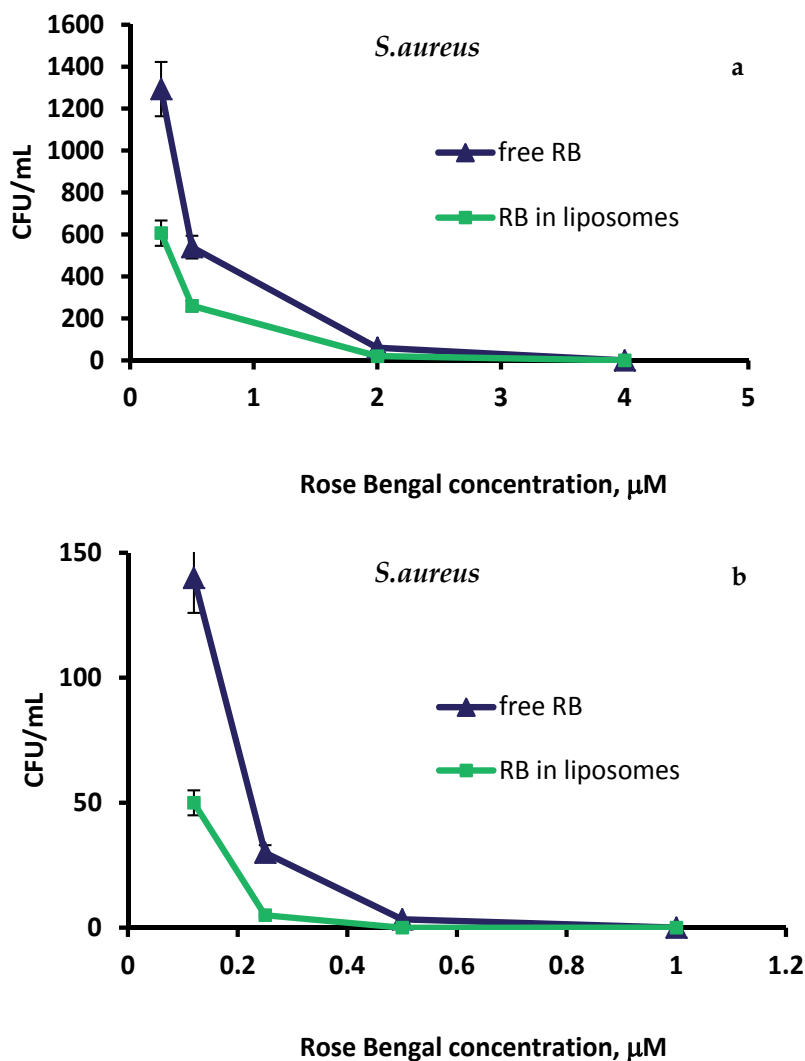 S.aureus
a
1600
1400
1200
1000
800
600
400
200
0
CFU/mL
free RB
RB in liposomes
0 1 2 3 4 5
Rose Bengal concentration, μM
S.aureus
b
150
100
50
0
CFU/mL
free RB
RB in liposomes
0 0.2 0.4 0.6 0.8 1 1.2
Rose Bengal concentration, μM